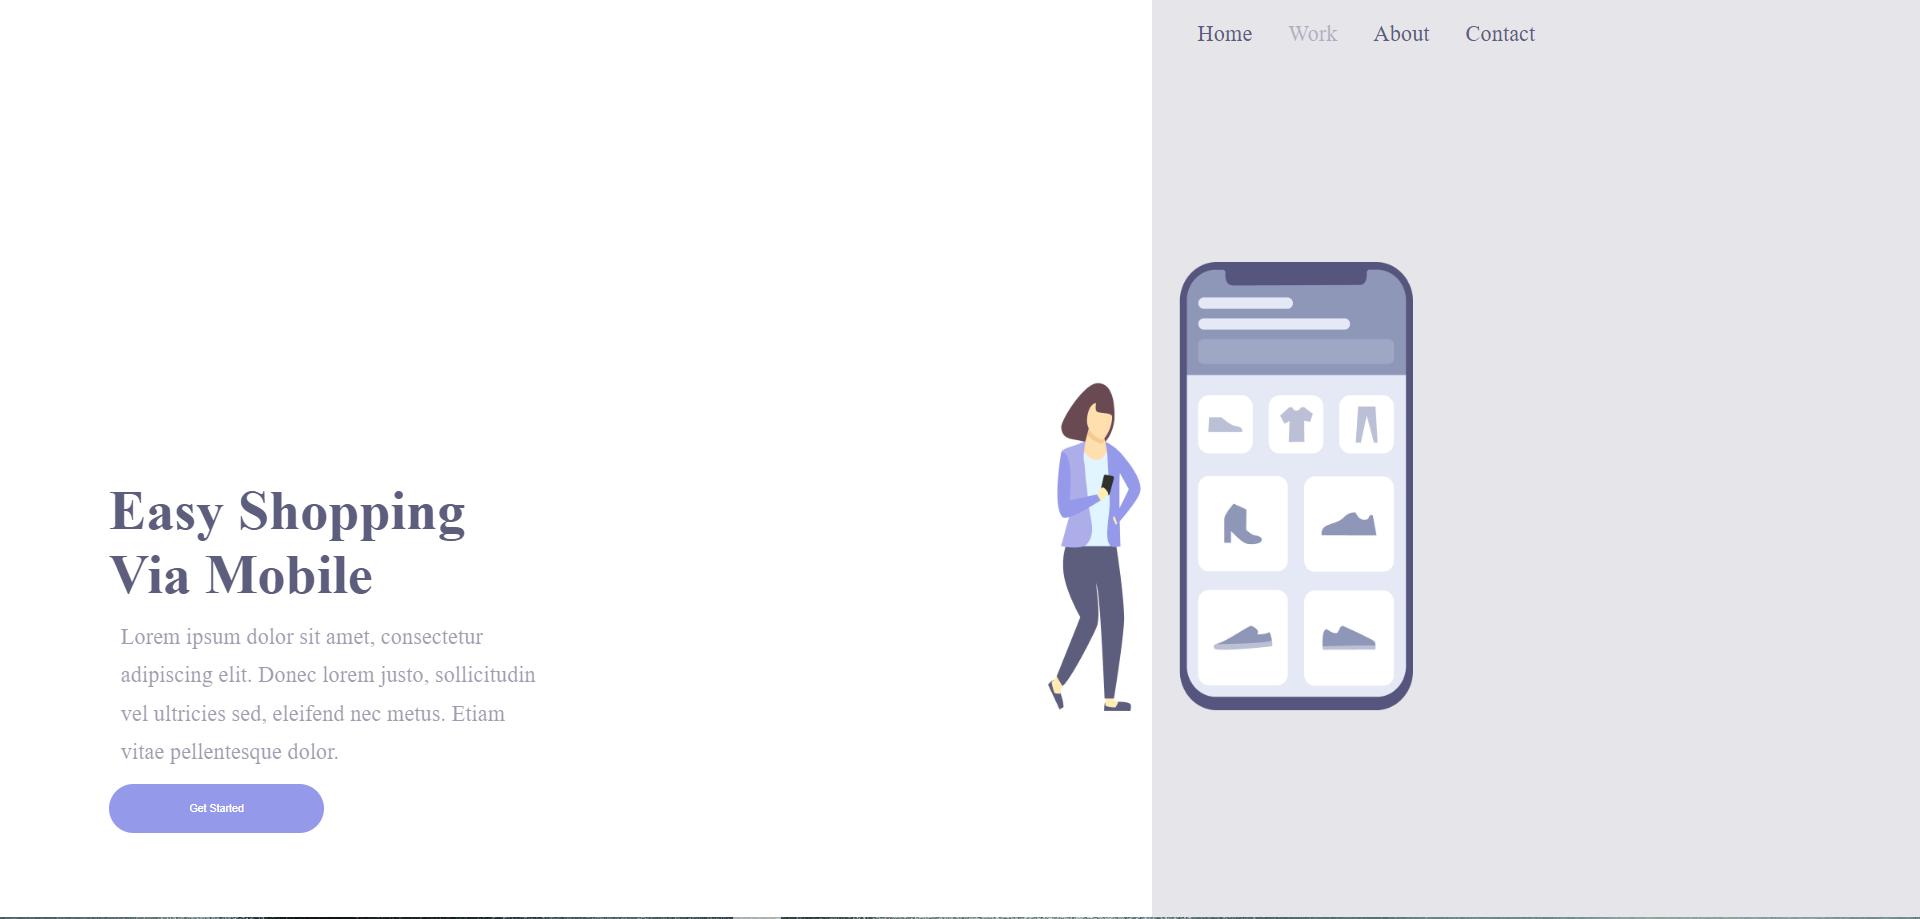 Home Work About Contact
Easy Shopping
Via Mobile
Lorem ipsum dolor sit amet, consectetur
adipiscing elit. Donec lorem justo, sollicitudin
vel ultricies sed, eleifend nec metus. Etiam
vitae pellentesque dolor.
Get Started